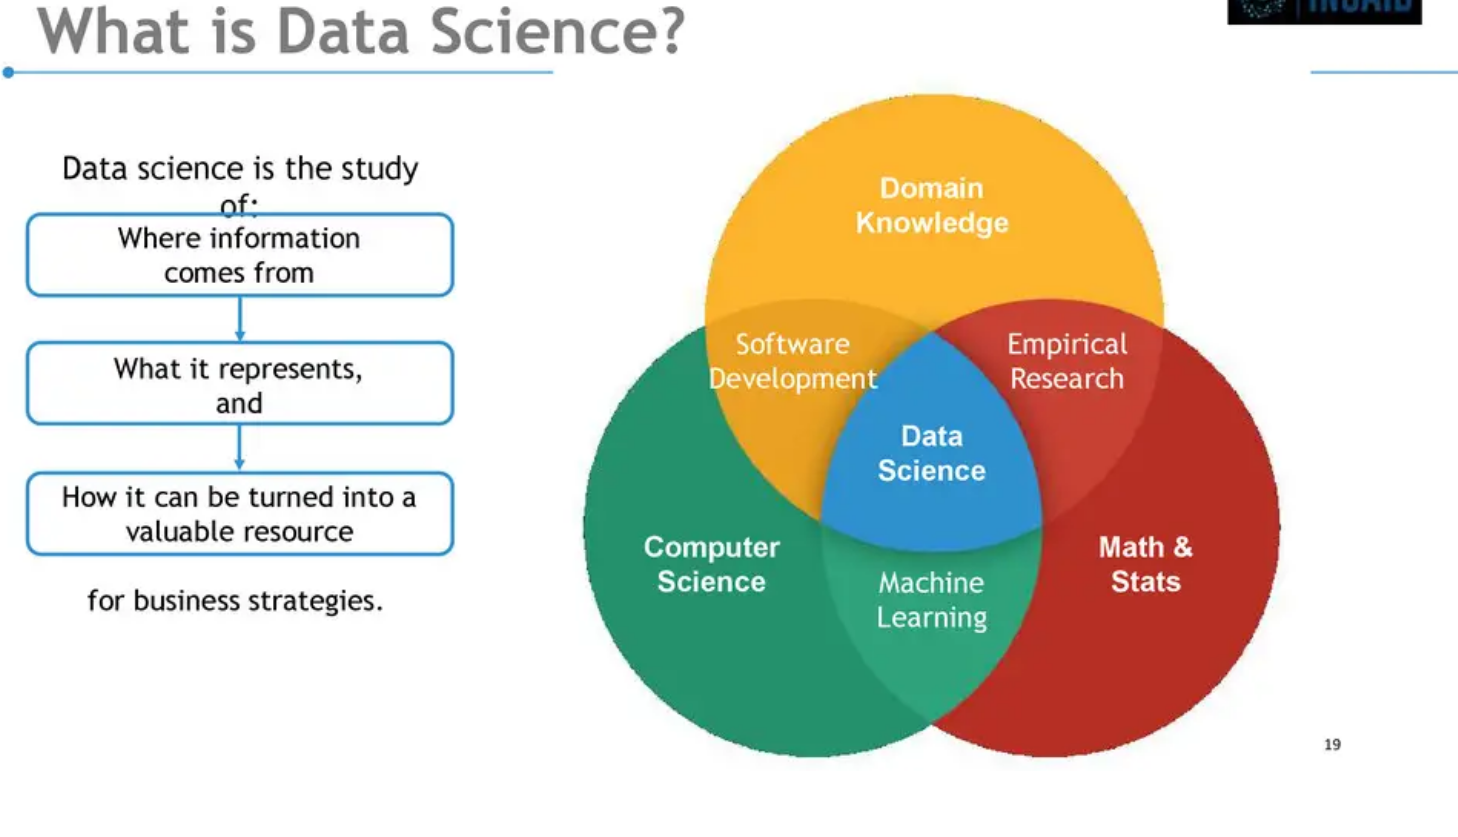 What is Data Science?
Data science is the study
of:
Where information
comes from
What it represents,
and
How it can be turned into a
valuable resource
for business strategies.
Domain
Knowledge
Software
Development
Empirical
Research
Data
Science
Computer
Science
Math &
Stats
Machine
Learning
19